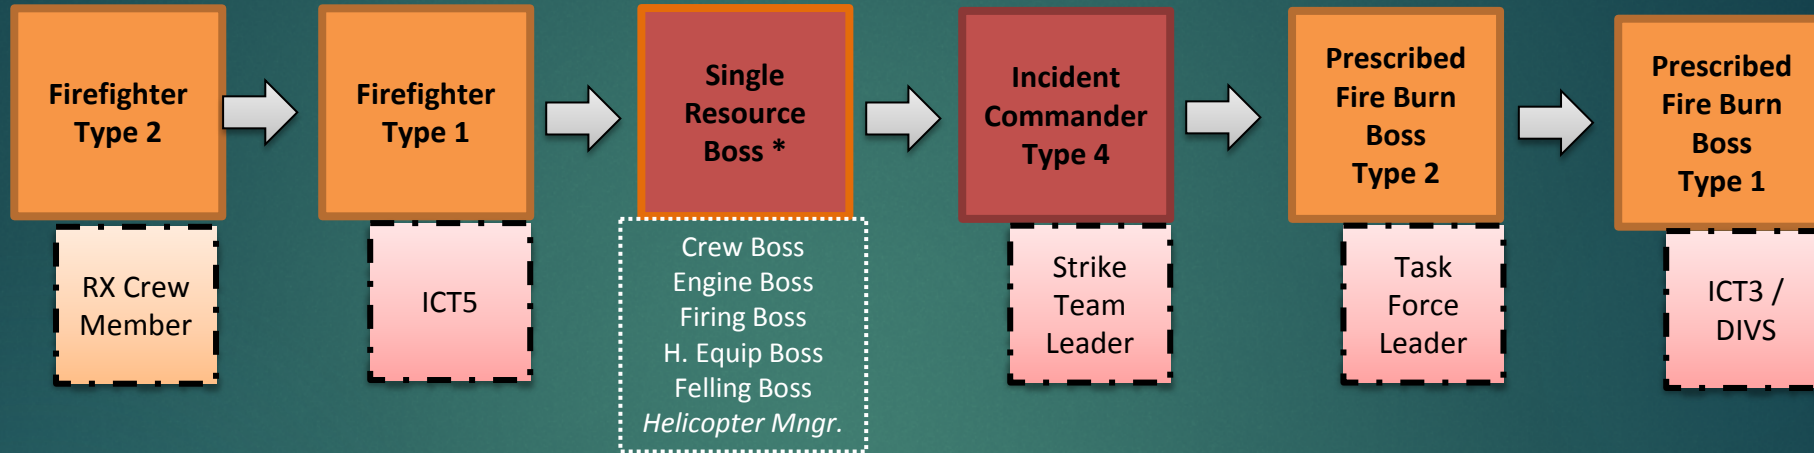 Firefighter
Type 2
Firefighter
Type 1
Single
Resource
Boss *
Incident
Commander
Type 4
Prescribed
Fire Burn
Boss
Type 2
Prescribed
Fire Burn
Boss
Type 1
RX Crew
Member
ICT5
Crew Boss
Engine Boss
Firing Boss
H. Equip Boss
Felling Boss
Helicopter Mngr.
Strike
Team
Leader
Task
Force
Leader
ICT3 /
DIVS